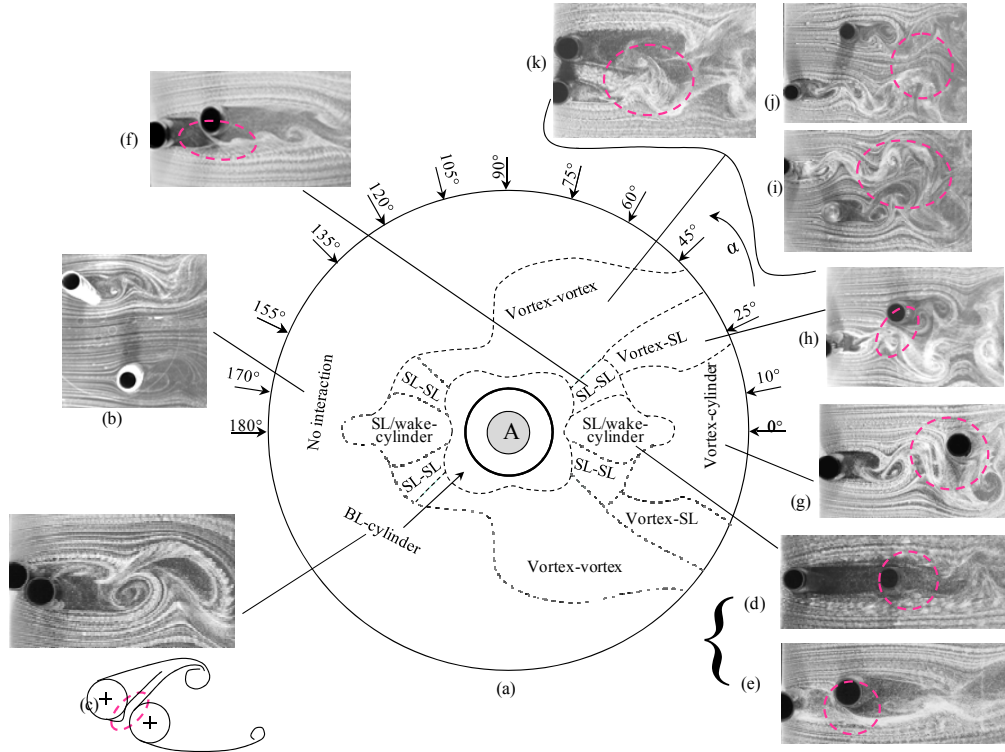 (k)
(j)
(f)
(i)
90°
105°
75°
120°
60°
135°
45°
α
155°
25°
Vortex-vortex
(h)
Vortex-SL
170°
10°
No interaction
SL-SL
SL-SL
(b)
180°
SL/wake-
cylinder
A
SL/wake-
cylinder
Vortex-cylinder
0°
SL-SL
SL-SL
(g)
BL-cylinder
Vortex-SL
Vortex-vortex
(d)
(c)
(a)
(e)